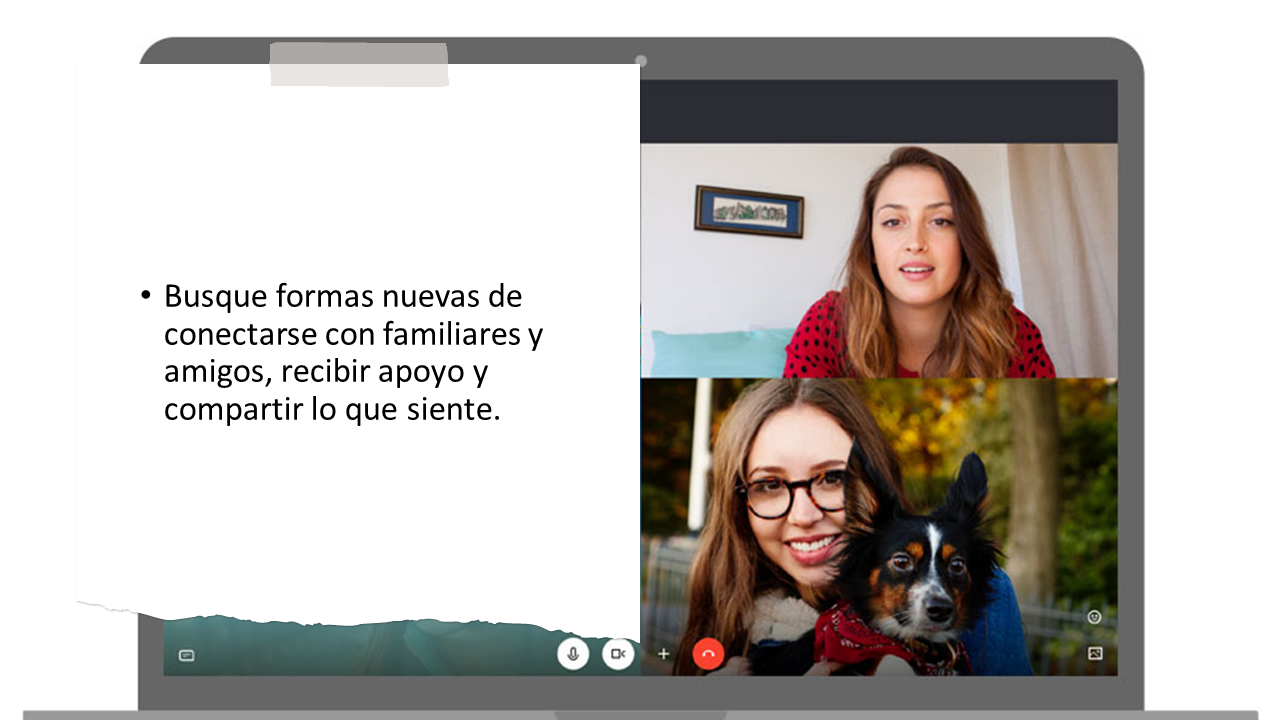 • Busque formas nuevas de
conectarse con familiares y
amigos, recibir apoyo y
compartir lo que siente.